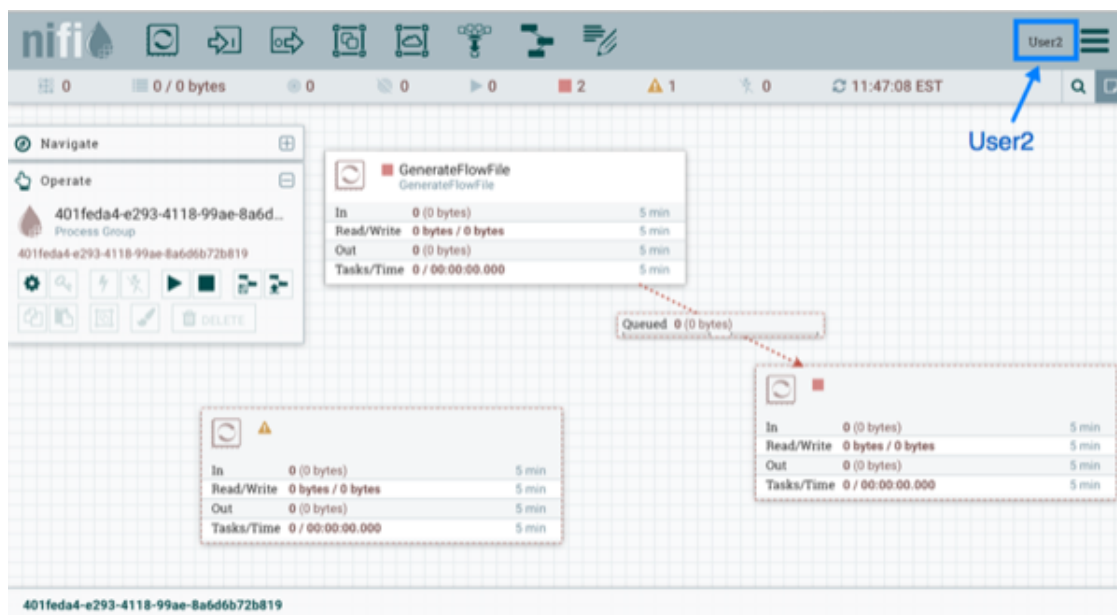 nifi
User2
0
0 / 0 bytes
0
0
0
2
1
0
11:47:08 EST
User2
Navigate
Operate
401feda4-e293-4118-99ae-8a6d...
Process Group
401feda4-e293-4118-99ae-8a6d6b72b819
DELETE
GenerateFlowFile
GenerateFlowFile
In 0 (0 bytes) 5 min
Read/Write 0 bytes / 0 bytes 5 min
Out 0 (0 bytes) 5 min
Tasks/Time 0 / 00:00:00.000 5 min
Queued 0 (0 bytes)
In 0 (0 bytes) 5 min
Read/Write 0 bytes / 0 bytes 5 min
Out 0 (0 bytes) 5 min
Tasks/Time 0 / 00:00:00.000 5 min
In 0 (0 bytes) 5 min
Read/Write 0 bytes / 0 bytes 5 min
Out 0 (0 bytes) 5 min
Tasks/Time 0 / 00:00:00.000 5 min
401feda4-e293-4118-99ae-8a6d6b72b819